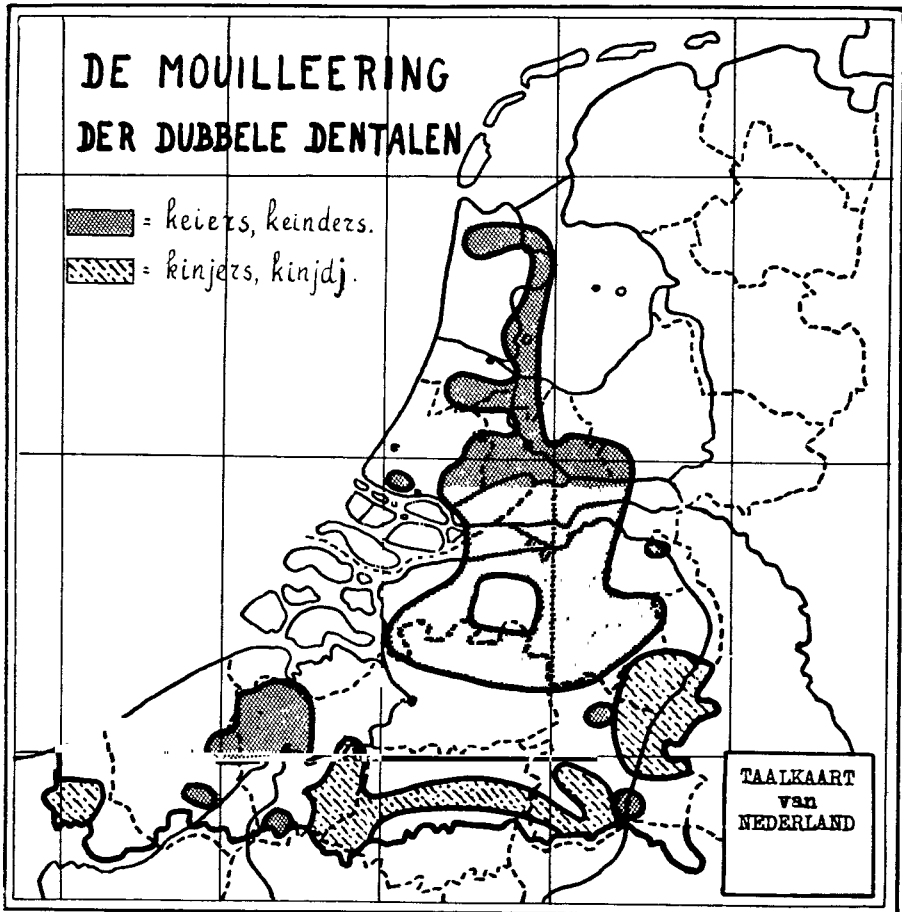 DE MOUILLEERING
DER DUBBELE DENTALEN
= keiers, keinders.
= kinjers, kinjdj.
TAALKAART
van
NEDERLAND